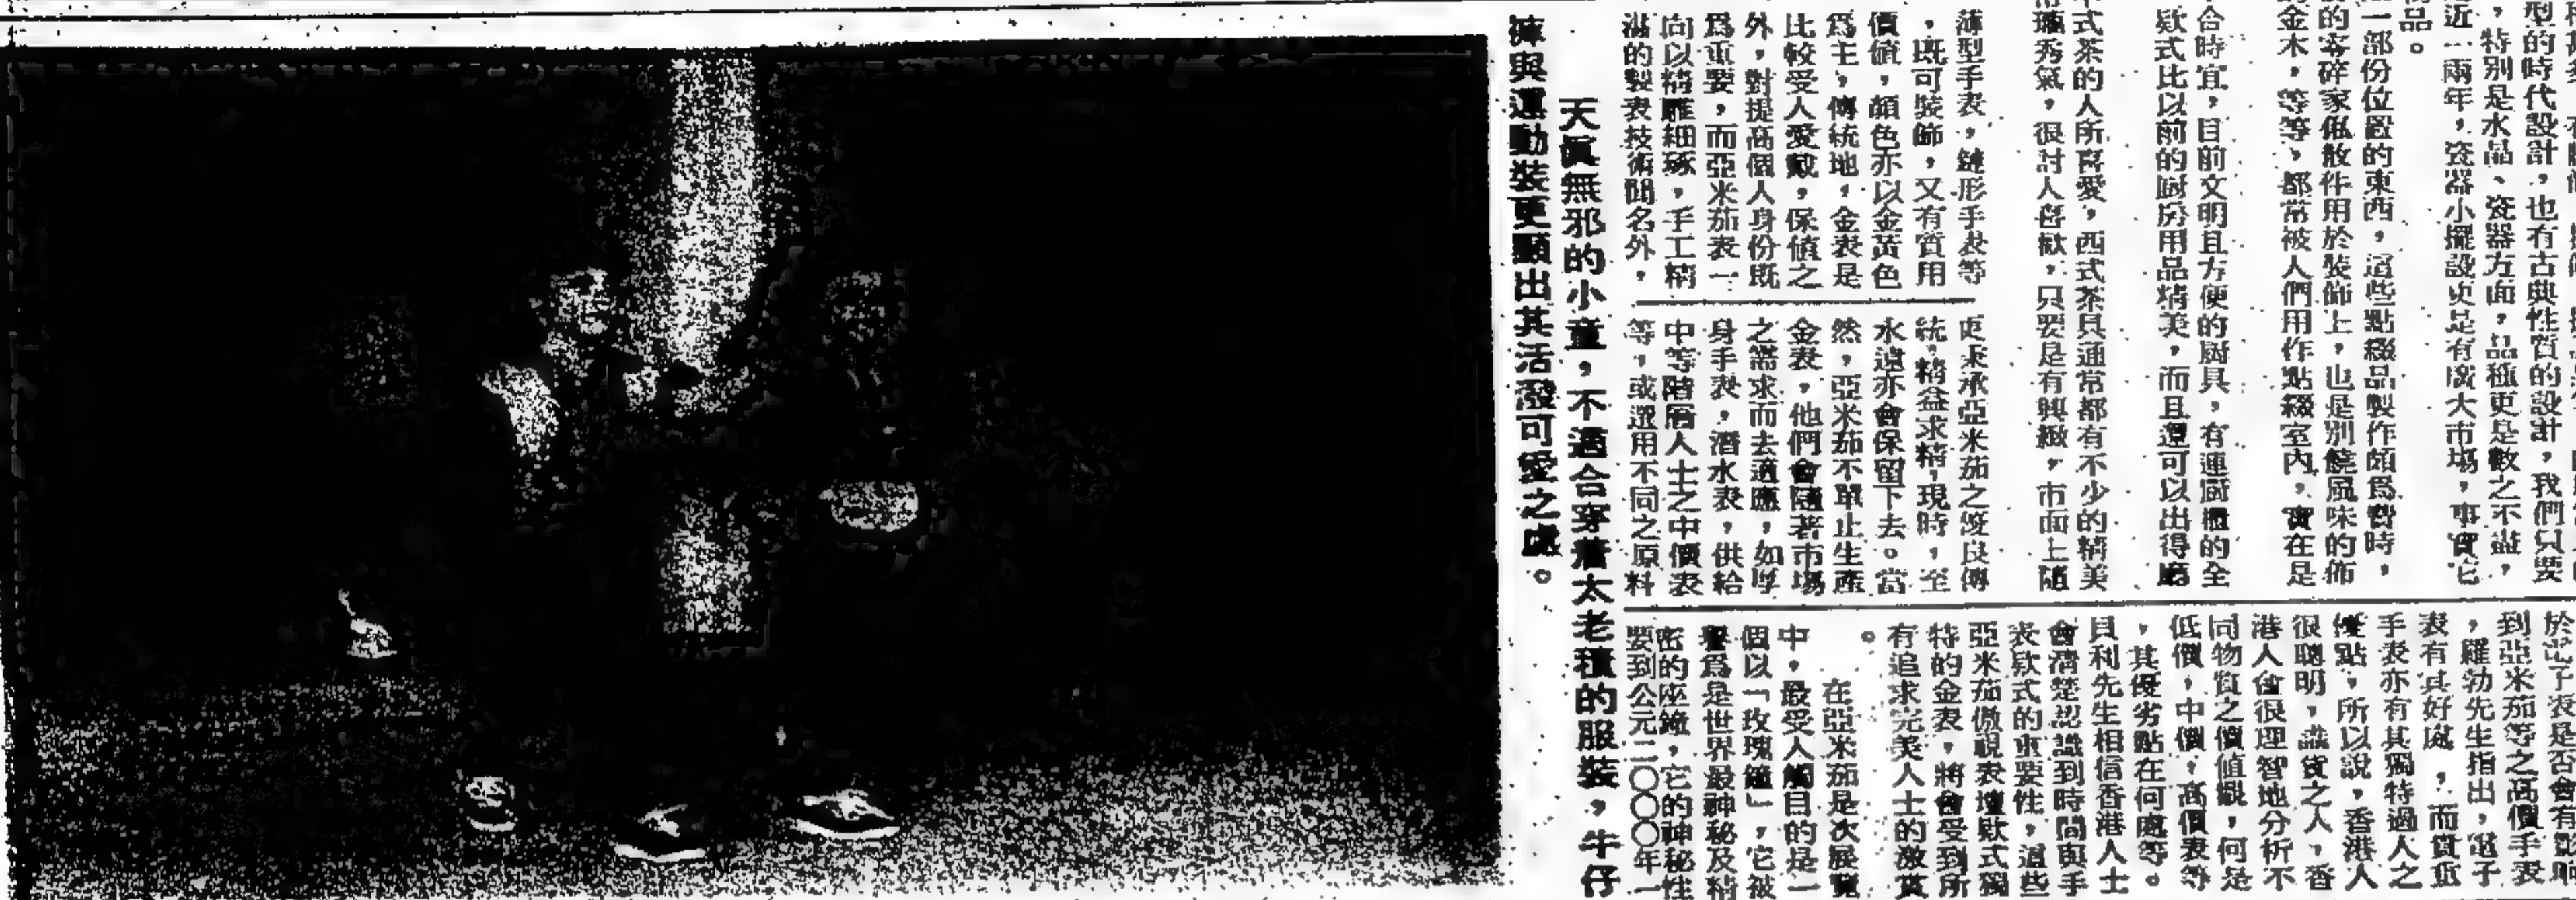 型的時代設計，也有古典性質的設計，我們只要
，特別是水晶、瓷器方面，品種更是數之不盡，
近一兩年，瓷器小擺設更是有廣大市場，事實它
品。
一部份位置的東西，這些點綴品製作頗爲費時，
的零碎家俬散件用於裝飾上，也是別饒風味的佈
金木，等等，都常被人們用作點綴室內，實在是
合時宜，目前文明且方便的廚具，有連廚櫃的全
欵式比以前的廚房用品精美，而且還可以出得廳
式茶的人所喜愛，西式茶具通常都有不少的精美
秀氣，很討人喜歡，只要是有興緻，市面上隨
薄型手表，鏈形手表等
，既可裝飾，又有質用
價值，顏色亦以金黃色
爲主，傳統地，金表是
比較受人愛戴，保值之
外，對提高個人身份既
爲重要，而亞米茄表一
向以精雕細琢，手工精
湛的製表技術聞名外，
更秉承亞米茄之優良傳
統，精益求精，現時，至
永遠亦會保留下去。當
然，亞米茄不單止生產
金表，他們會隨著市場
之需求而去適應，如厚
身手表，潛水表，供給
中等階層人士之中價表
等，或選用不同之原料
到亞米茄等之高價手表
，羅勃先生指出，電子
表有其好處，而貴重
手表亦有其獨特過人之
優點，所以說，香港人
很聰明，識貨之人，香
港人會很理智地分析不
同物質之價值觀，何是
低價，中價，高價表等
，其優劣點在何處等。
貝利先生相信香港人士
會清楚認識到時間與手
表欵式的重要性，這些
亞米茄傲視表壇欵式獨
特的金表，將會受到所
有追求完美人士的激賞
。
在亞米茄是次展覽
中，最受人觸目的是一
個以「玫瑰鐘」，它被
譽爲是世界最神秘及精
密的座鐘，它的神秘性
要到公元二〇〇〇年一
天眞無邪的小童，不適合穿着太老積的服裝，牛仔
褲與運動裝更顯出其活潑可愛之處。